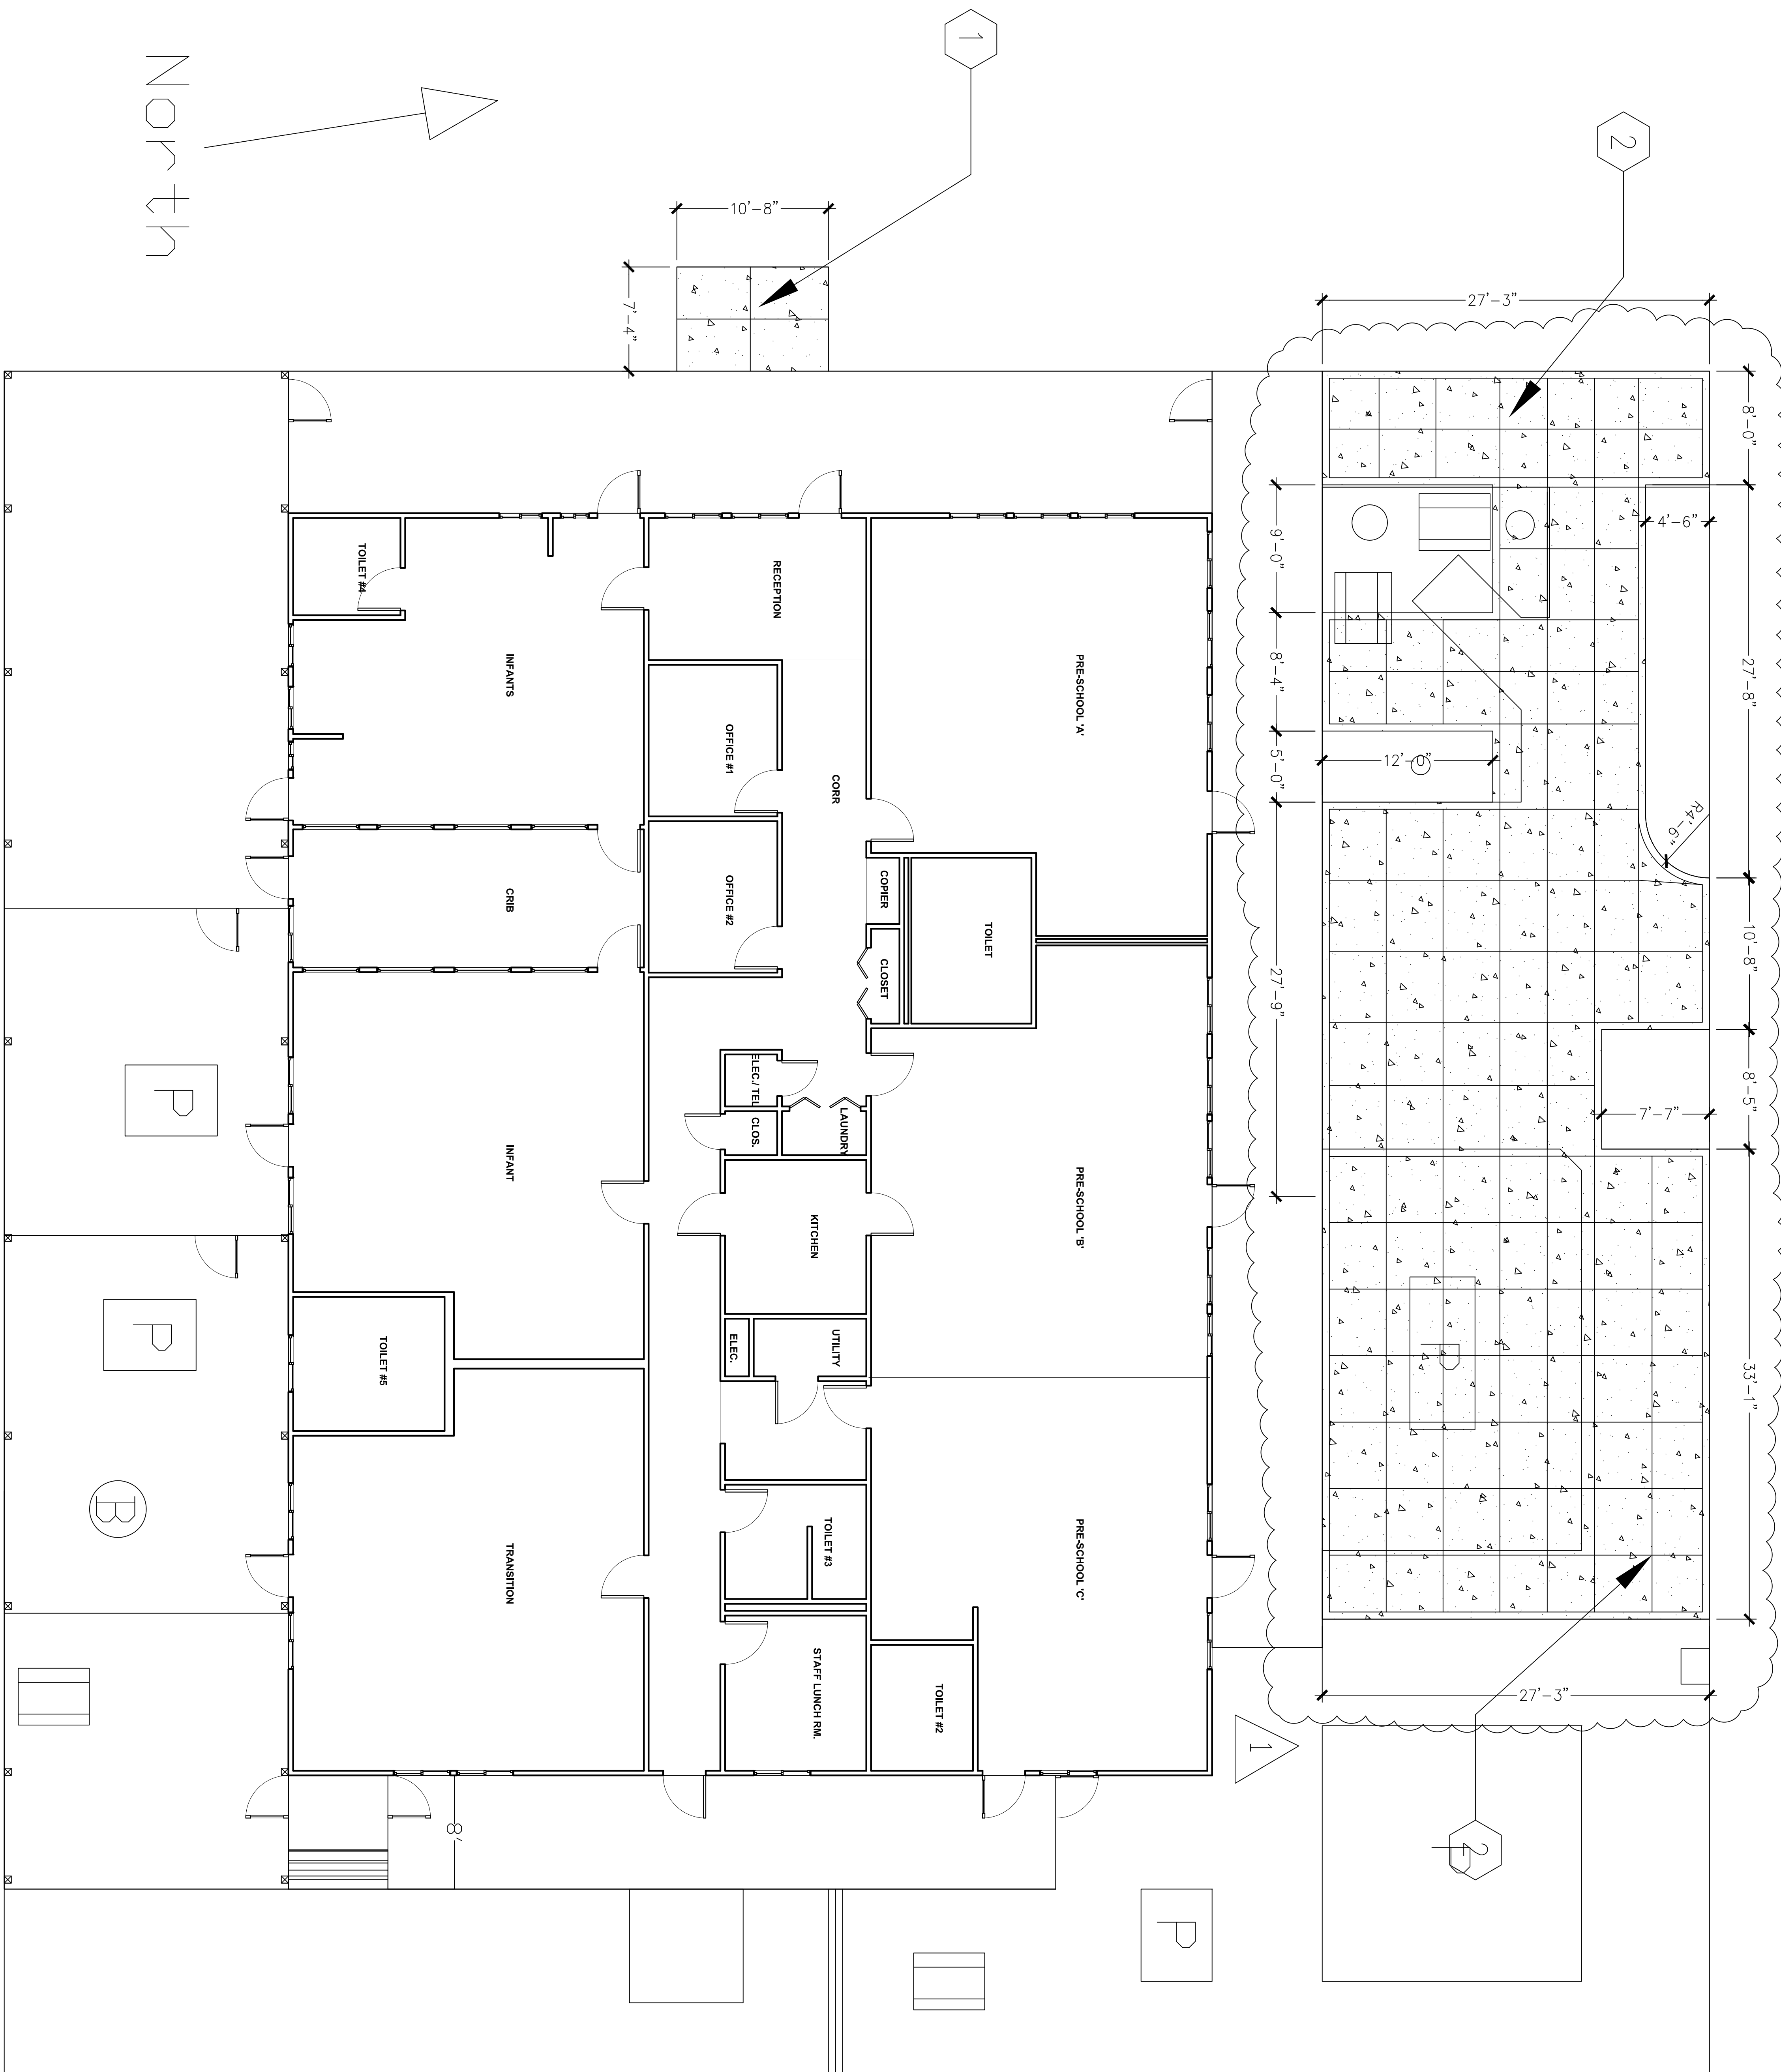 North
1
2
10'-8"
7'-4"
27'-3"
8'-0"
27'-8"
10'-8"
8'-5"
33'-1"
4'-6"
R4'-6"
7'-7"
9'-0"
8'-4"
5'-0"
27'-9"
12'-0"
27'-3"
P
2
P
1
TOILET #4
INFANTS
RECEPTION
PRE-SCHOOL 'A'
OFFICE #1
CORR
OFFICE #2
CRIB
COPIER
CLOSET
TOILET
ELEC./ TEL
CLOS.
LAUNDRY
INFANT
KITCHEN
PRE-SCHOOL 'B'
ELEC.
UTILITY
TOILET #5
TRANSITION
TOILET #3
PRE-SCHOOL 'C'
STAFF LUNCH RM.
TOILET #2
8'
P
P
B
P